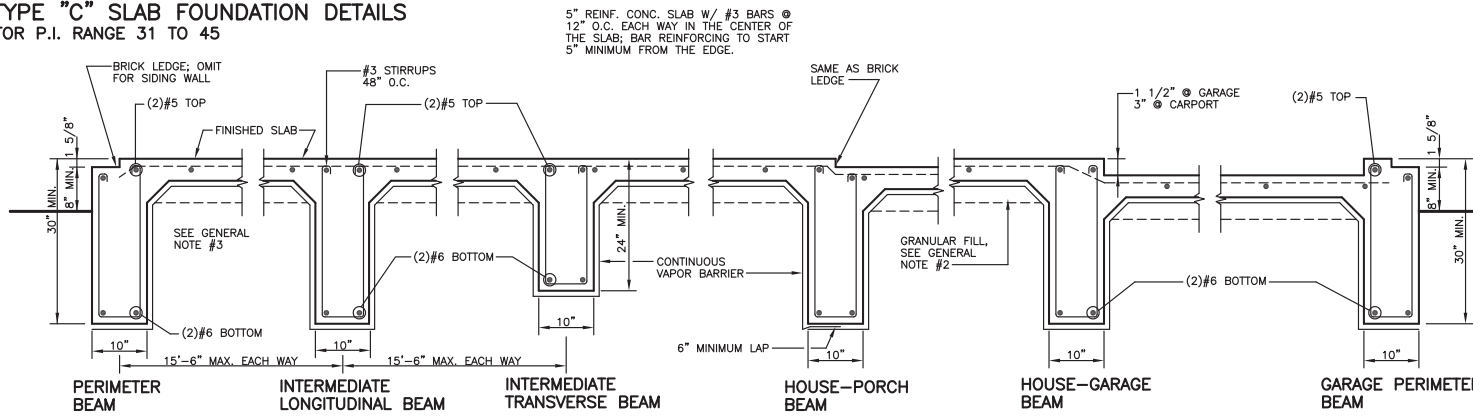 TYPE "C" SLAB FOUNDATION DETAILS
FOR P.I. RANGE 31 TO 45
5" REINF. CONC. SLAB W/ #3 BARS @
12" O.C. EACH WAY IN THE CENTER OF
THE SLAB; BAR REINFORCING TO START
5" MINIMUM FROM THE EDGE.
BRICK LEDGE; OMIT
FOR SIDING WALL
#3 STIRRUPS
48" O.C.
SAME AS BRICK
LEDGE
1 1/2" @ GARAGE
3" @ CARPORT
(2)#5 TOP
(2)#5 TOP
(2)#5 TOP
FINISHED SLAB
1 5/8"
8" MIN.
30" MIN.
1 5/8"
8" MIN.
30" MIN.
SEE GENERAL
NOTE #3
24" MIN.
GRANULAR FILL,
SEE GENERAL
NOTE #2
(2)#6 BOTTOM
CONTINUOUS
VAPOR BARRIER
(2)#6 BOTTOM
(2)#6 BOTTOM
10"
10"
10"
6" MINIMUM LAP
10"
10"
10"
15'-6" MAX. EACH WAY
15'-6" MAX. EACH WAY
PERIMETER
BEAM
INTERMEDIATE
LONGITUDINAL BEAM
INTERMEDIATE
TRANSVERSE BEAM
HOUSE-PORCH
BEAM
HOUSE-GARAGE
BEAM
GARAGE PERIMETER
BEAM